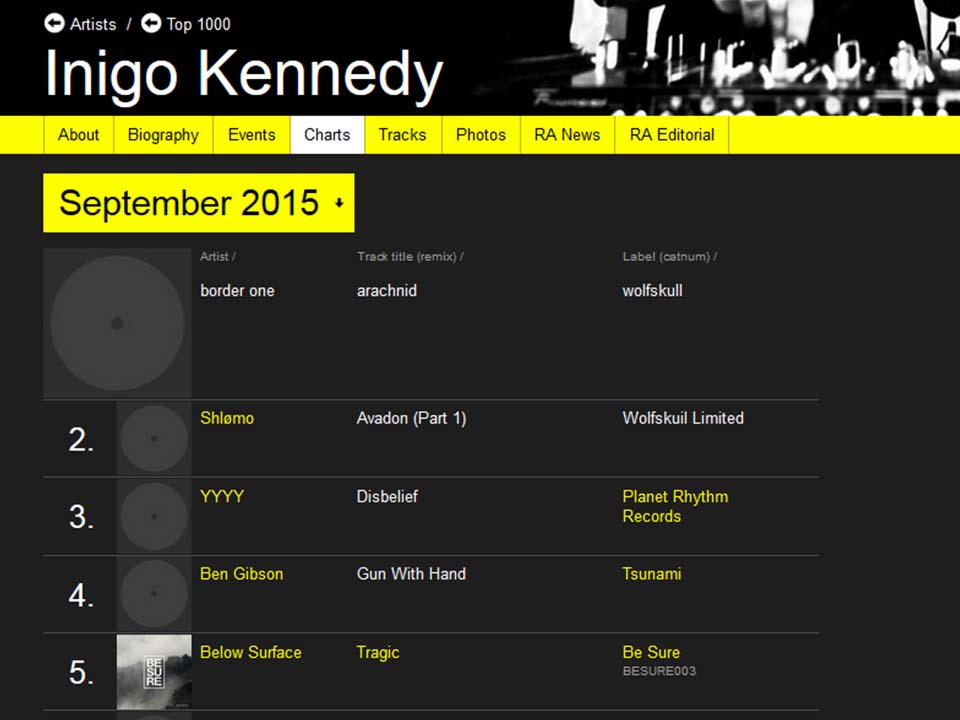 Artists / Top 1000
Inigo Kennedy
About Biography Events Charts Tracks Photos RA News RA Editorial
September 2015
Artist / Track title (remix) / Label (catnum) /
border one arachnid wolfskull
2. Shlømo Avadon (Part 1) Wolfskuil Limited
3. YYYY Disbelief Planet Rhythm
Records
4. Ben Gibson Gun With Hand Tsunami
5. Below Surface Tragic Be Sure
BESURE003
BE
SU
RE